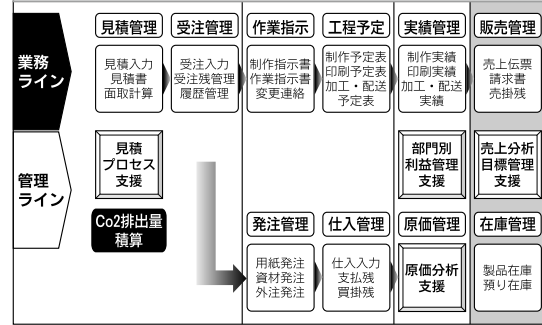 業務
ライン
見積管理
見積入力
見積書
面取計算
受注管理
受注入力
受注残管理
履歴管理
作業指示
制作指示書
作業指示書
変更連絡
工程予定
制作予定表
印刷予定表
加工・配送
予定表
実績管理
制作実績
印刷実績
加工・配送
実績
販売管理
売上伝票
請求書
売掛残
管理
ライン
見積
プロセス
支援
部門別
利益管理
支援
売上分析
目標管理
支援
Co2排出量
積算
発注管理
用紙発注
資材発注
外注発注
仕入管理
仕入入力
支払残
買掛残
原価管理
原価分析
支援
在庫管理
製品在庫
預り在庫